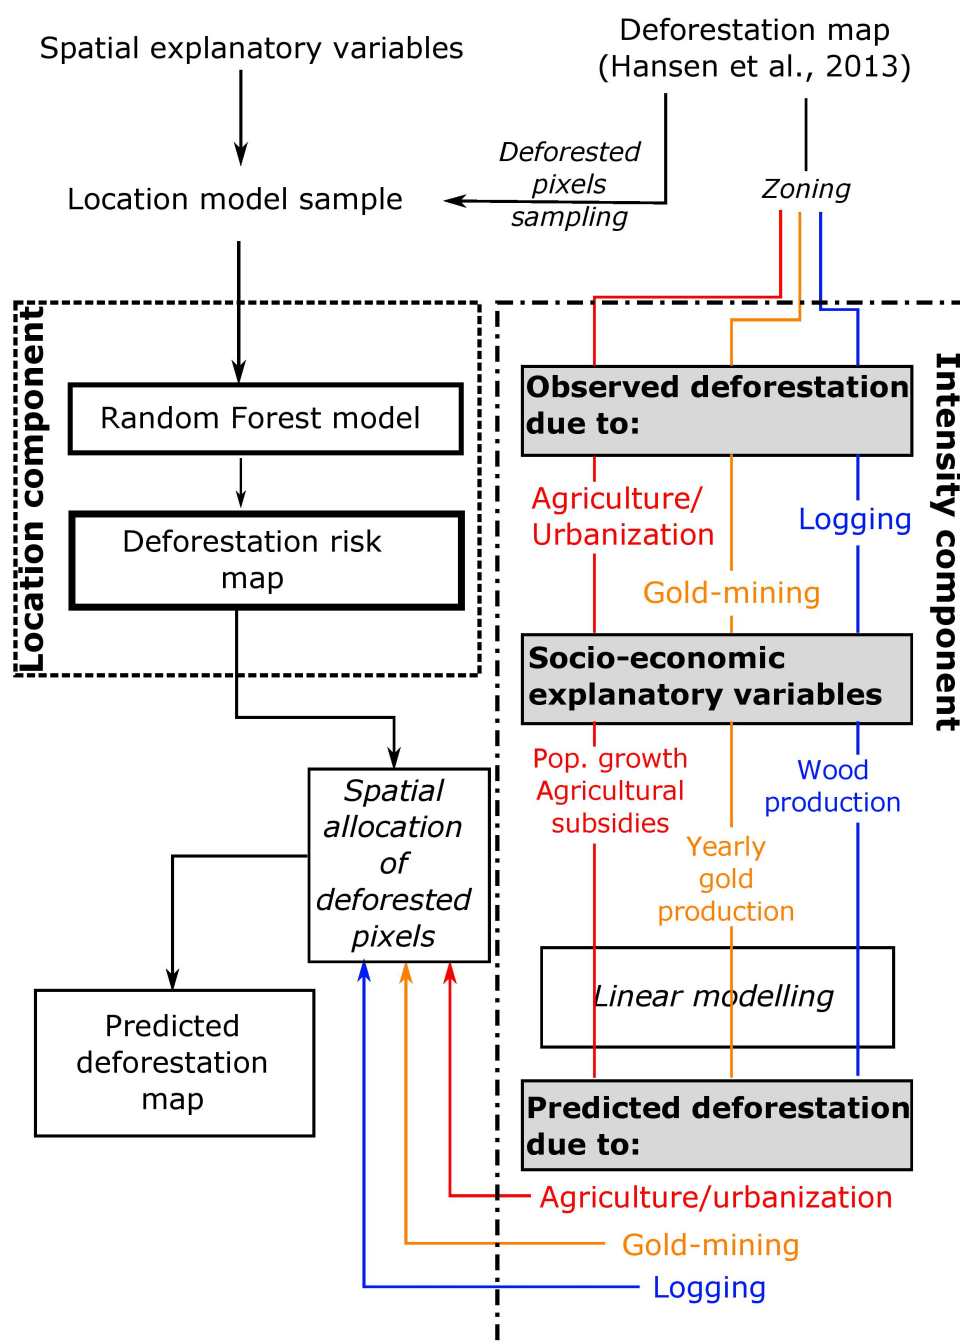 Spatial explanatory variables
Deforestation map
(Hansen et al., 2013)
Deforested
pixels
sampling
Zoning
Location model sample
Location component
Random Forest model
Deforestation risk
map
Intensity component
Observed deforestation
due to:
Agriculture/
Urbanization
Logging
Gold-mining
Socio-economic
explanatory variables
Pop. growth
Agricultural
subsidies
Wood
production
Yearly
gold
production
Spatial
allocation
of
deforested
pixels
Linear modelling
Predicted
deforestation
map
Predicted deforestation
due to:
Agriculture/urbanization
Gold-mining
Logging